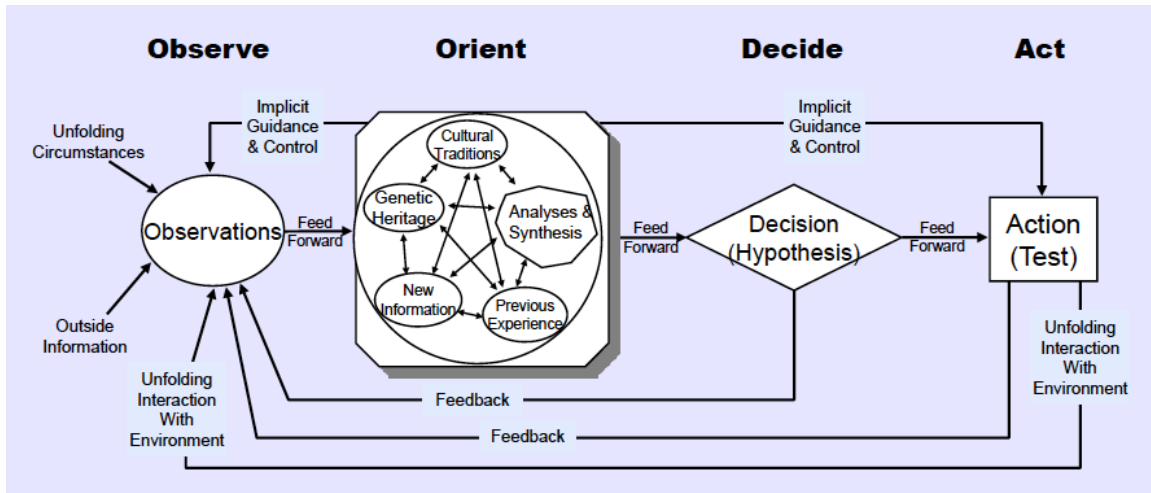 Observe
Orient
Decide
Act
Implicit
Guidance
& Control
Implicit
Guidance
& Control
Unfolding
Circumstances
Cultural
Traditions
Genetic
Heritage
Analyses &
Synthesis
New
Information
Previous
Experience
Observations
Feed
Forward
Feed
Forward
Decision
(Hypothesis)
Feed
Forward
Action
(Test)
Outside
Information
Unfolding
Interaction
With
Environment
Feedback
Feedback
Unfolding
Interaction
With
Environment